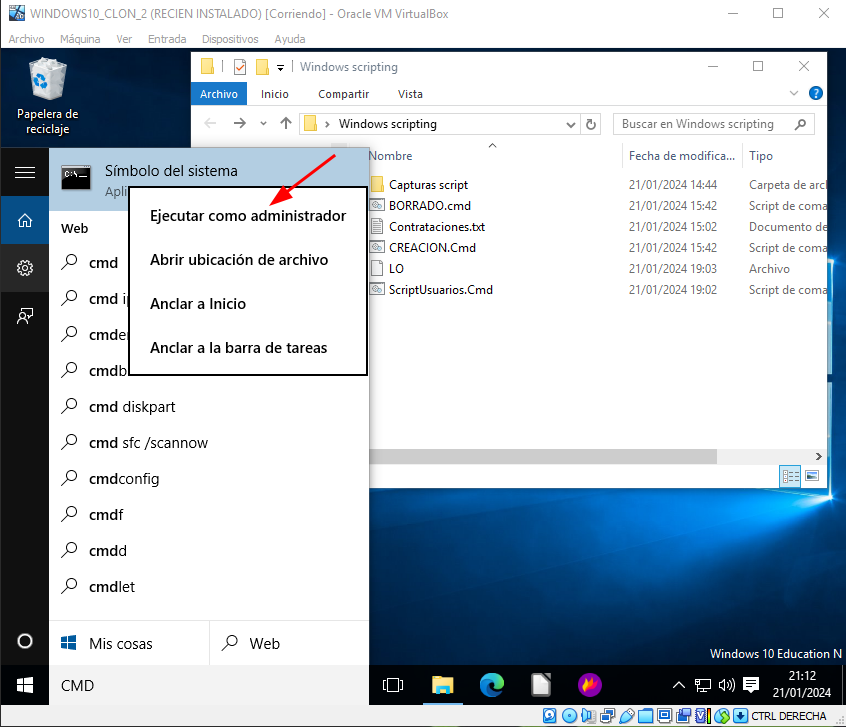 WINDOWS10_CLON_2 (RECIEN INSTALADO) [Corriendo] - Oracle VM VirtualBox
Archivo Máquina Ver Entrada Dispositivos Ayuda
Papelera de
reciclaje
Windows scripting
Archivo Inicio Compartir Vista
Windows scripting
Buscar en Windows scripting
Nombre Fecha de modifica... Tipo
Capturas script 21/01/2024 14:44 Carpeta de arc
BORRADO.cmd 21/01/2024 15:42 Script de coma
Contrataciones.txt 21/01/2024 15:02 Documento de
CREACION.Cmd 21/01/2024 15:42 Script de coma
LO 21/01/2024 19:03 Archivo
ScriptUsuarios.Cmd 21/01/2024 19:02 Script de coma
Símbolo del sistema
Apli
Ejecutar como administrador
Abrir ubicación de archivo
Anclar a Inicio
Anclar a la barra de tareas
Web
cmd
cmd ip
cmde
cmdb
cmd diskpart
cmd sfc /scannow
cmdconfig
cmdf
cmdd
cmdlet
Mis cosas Web
CMD
Windows 10 Education N
21:12
21/01/2024
CTRL DERECHA